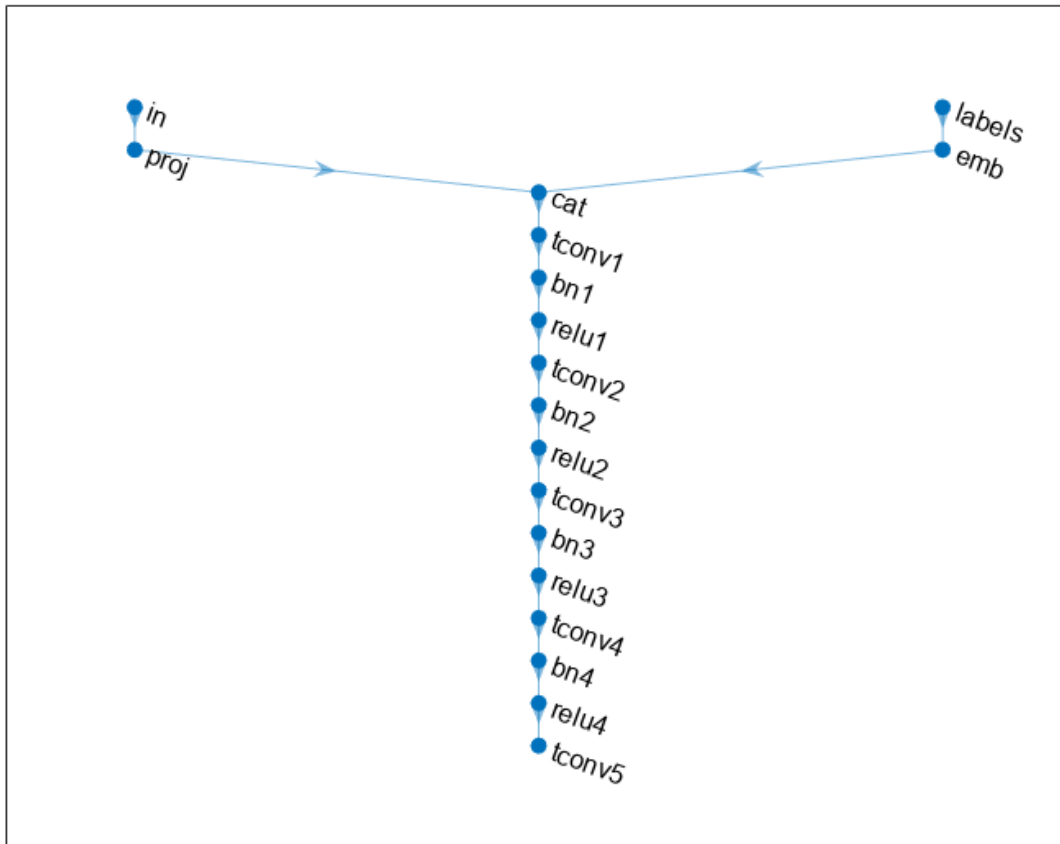 in
labels
proj
emb
cat
tconv1
bn1
relu1
tconv2
bn2
relu2
tconv3
bn3
relu3
tconv4
bn4
relu4
tconv5